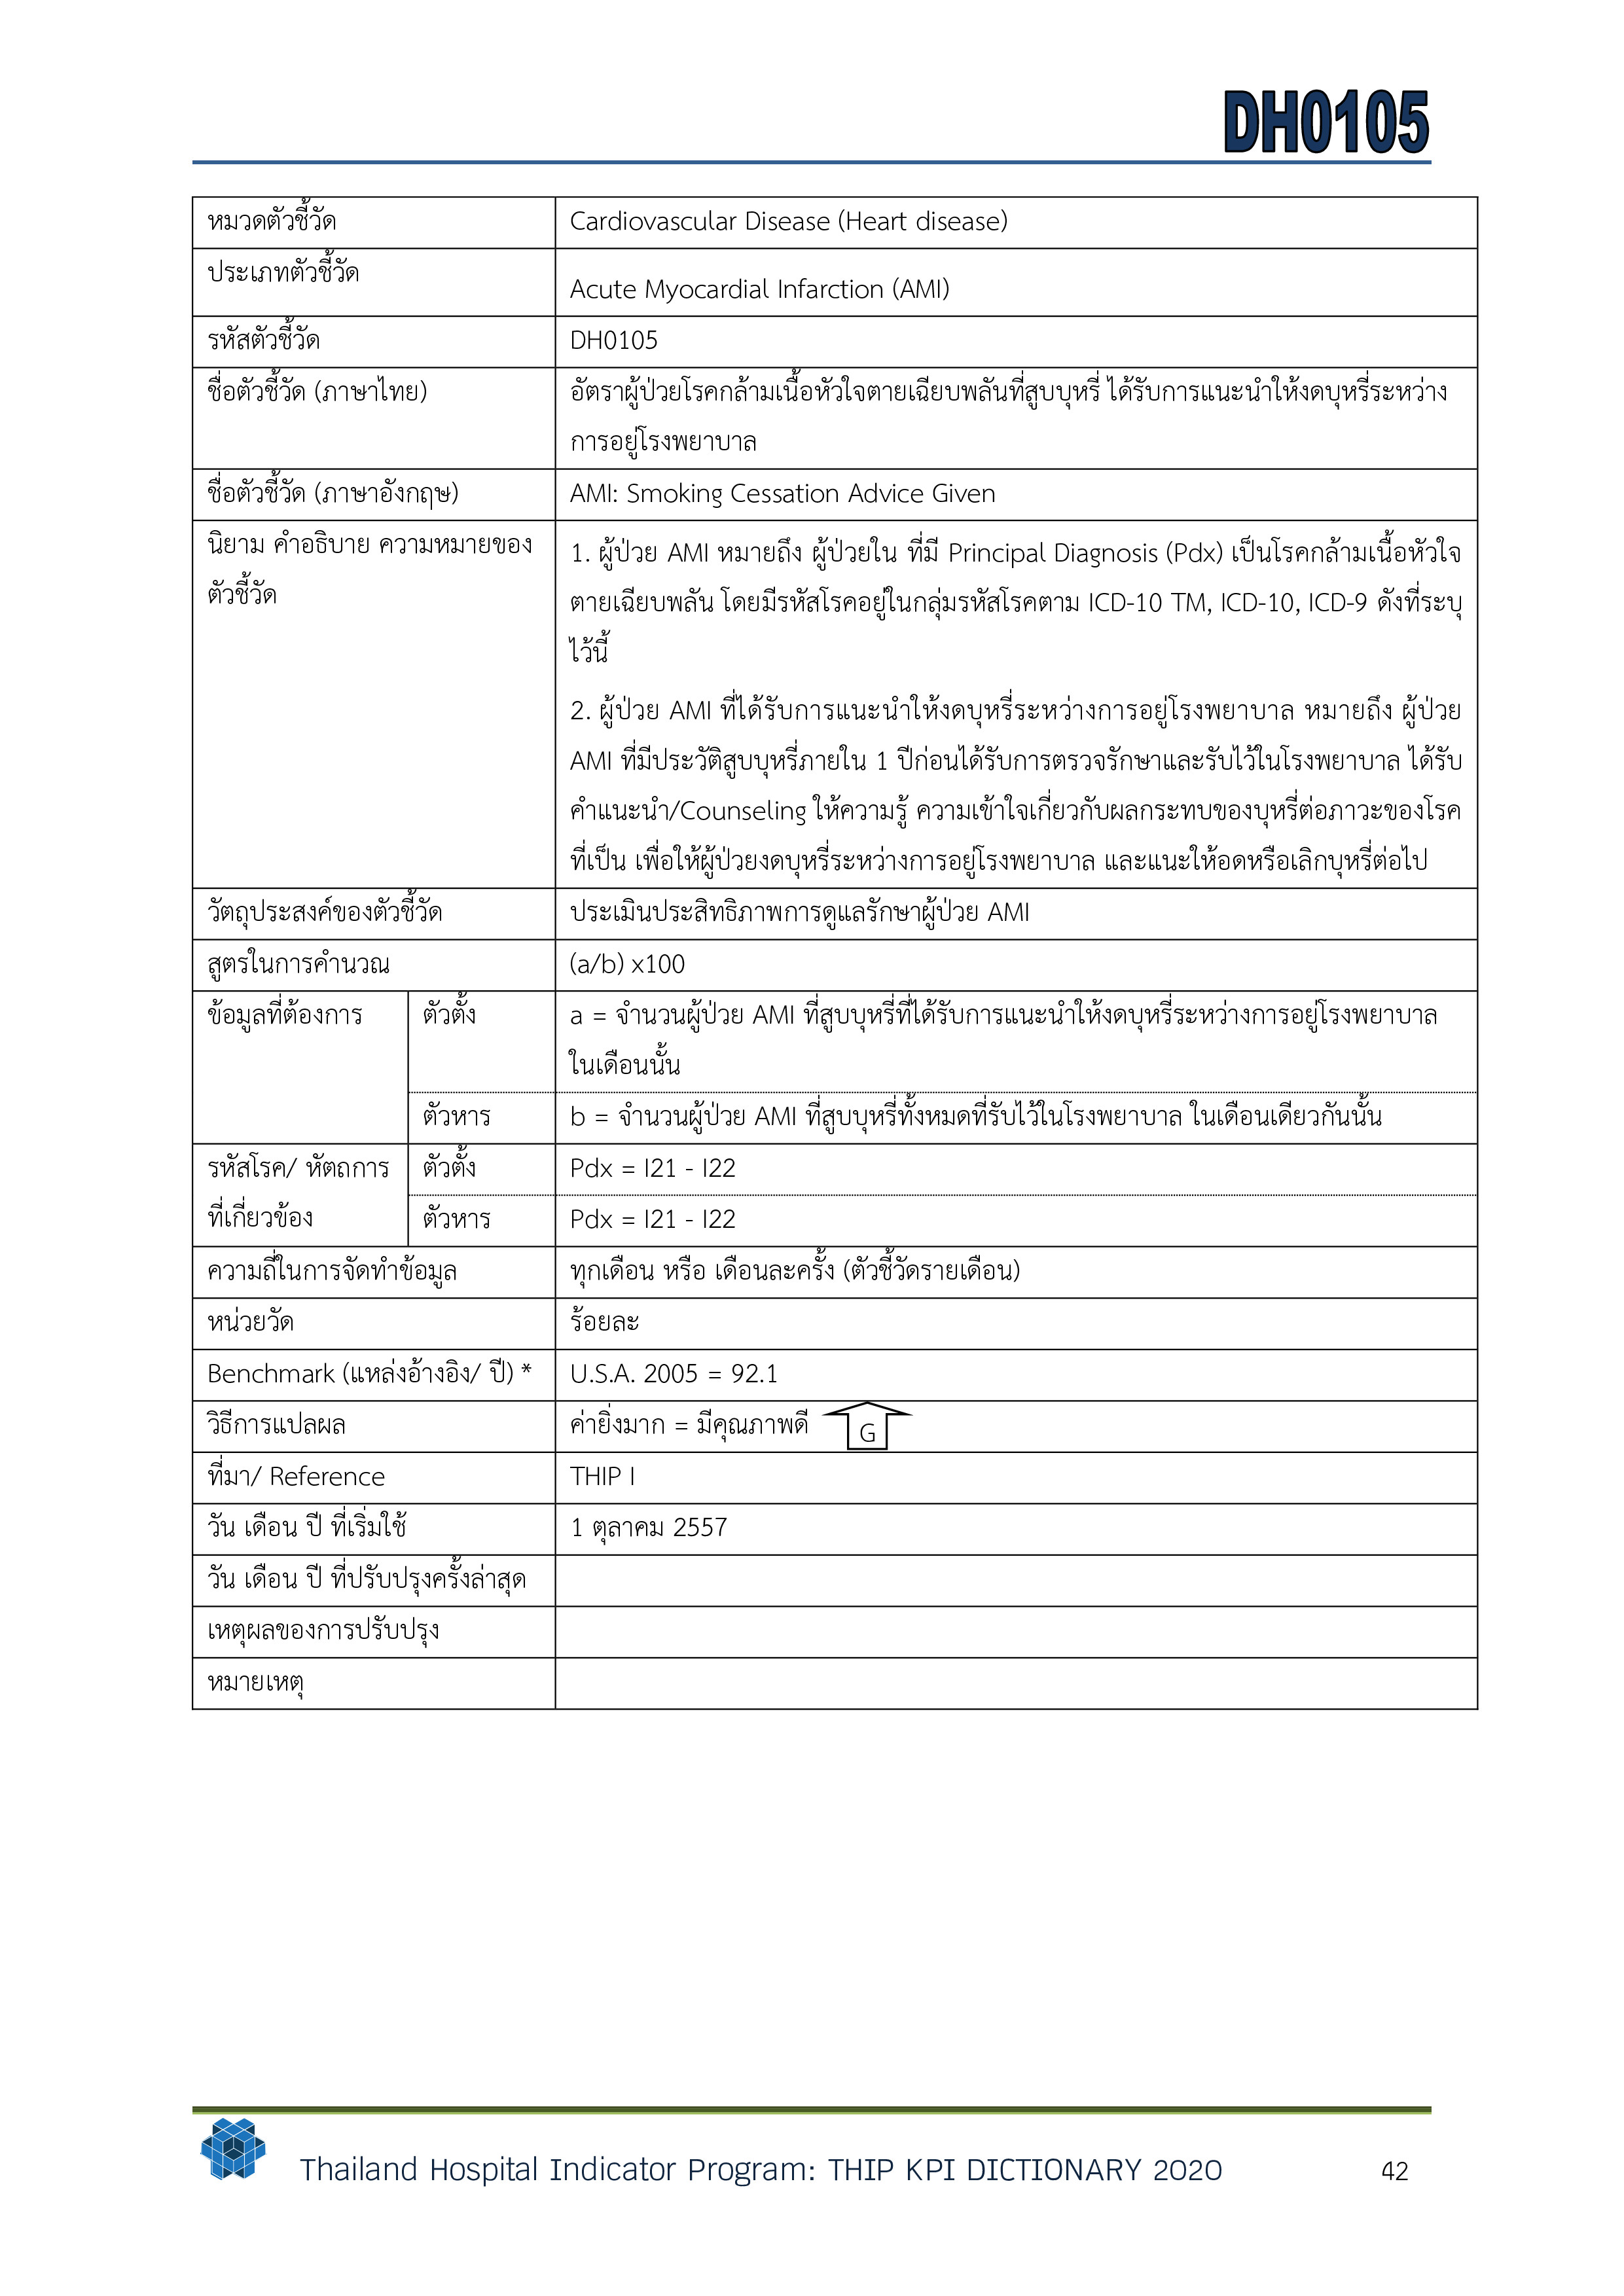 DH0105
หมวดตัวชี้วัด
Cardiovascular Disease (Heart disease)
ประเภทตัวชี้วัด
Acute Myocardial Infarction (AMI)
รหัสตัวชี้วัด
DH0105
ชื่อตัวชี้วัด (ภาษาไทย)
อัตราผู้ป่วยโรคกล้ามเนื้อหัวใจตายเฉียบพลันที่สูบบุหรี่ ได้รับการแนะนำให้งดบุหรี่ระหว่าง
การอยู่โรงพยาบาล
ชื่อตัวชี้วัด (ภาษาอังกฤษ)
AMI: Smoking Cessation Advice Given
นิยาม คำอธิบาย ความหมายของ
ตัวชี้วัด
1. ผู้ป่วย AMI หมายถึง ผู้ป่วยใน ที่มี Principal Diagnosis (Pdx) เป็นโรคกล้ามเนื้อหัวใจ
ตายเฉียบพลัน โดยมีรหัสโรคอยู่ในกลุ่มรหัสโรคตาม ICD-10 TM, ICD-10, ICD-9 ดังที่ระบุ
ไว้นี้
2. ผู้ป่วย AMI ที่ได้รับการแนะนำให้งดบุหรี่ระหว่างการอยู่โรงพยาบาล หมายถึง ผู้ป่วย
AMI ที่มีประวัติสูบบุหรี่ภายใน 1 ปีก่อนได้รับการตรวจรักษาและรับไว้ในโรงพยาบาล ได้รับ
คำแนะนำ/Counseling ให้ความรู้ ความเข้าใจเกี่ยวกับผลกระทบของบุหรี่ต่อภาวะของโรค
ที่เป็น เพื่อให้ผู้ป่วยงดบุหรี่ระหว่างการอยู่โรงพยาบาล และแนะให้อดหรือเลิกบุหรี่ต่อไป
วัตถุประสงค์ของตัวชี้วัด
ประเมินประสิทธิภาพการดูแลรักษาผู้ป่วย AMI
สูตรในการคำนวณ
(a/b) x100
ข้อมูลที่ต้องการ
ตัวตั้ง
a = จำนวนผู้ป่วย AMI ที่สูบบุหรี่ที่ได้รับการแนะนำให้งดบุหรี่ระหว่างการอยู่โรงพยาบาล
ในเดือนนั้น
ตัวหาร
b = จำนวนผู้ป่วย AMI ที่สูบบุหรี่ทั้งหมดที่รับไว้ในโรงพยาบาล ในเดือนเดียวกันนั้น
รหัสโรค/ หัตถการ
ที่เกี่ยวข้อง
ตัวตั้ง
Pdx = I21 - I22
ตัวหาร
Pdx = I21 - I22
ความถี่ในการจัดทำข้อมูล
ทุกเดือน หรือ เดือนละครั้ง (ตัวชี้วัดรายเดือน)
หน่วยวัด
ร้อยละ
Benchmark (แหล่งอ้างอิง/ ปี) *
U.S.A. 2005 = 92.1
วิธีการแปลผล
ค่ายิ่งมาก = มีคุณภาพดี G
ที่มา/ Reference
THIP I
วัน เดือน ปี ที่เริ่มใช้
1 ตุลาคม 2557
วัน เดือน ปี ที่ปรับปรุงครั้งล่าสุด
เหตุผลของการปรับปรุง
หมายเหตุ
Thailand Hospital Indicator Program: THIP KPI DICTIONARY 2020 42